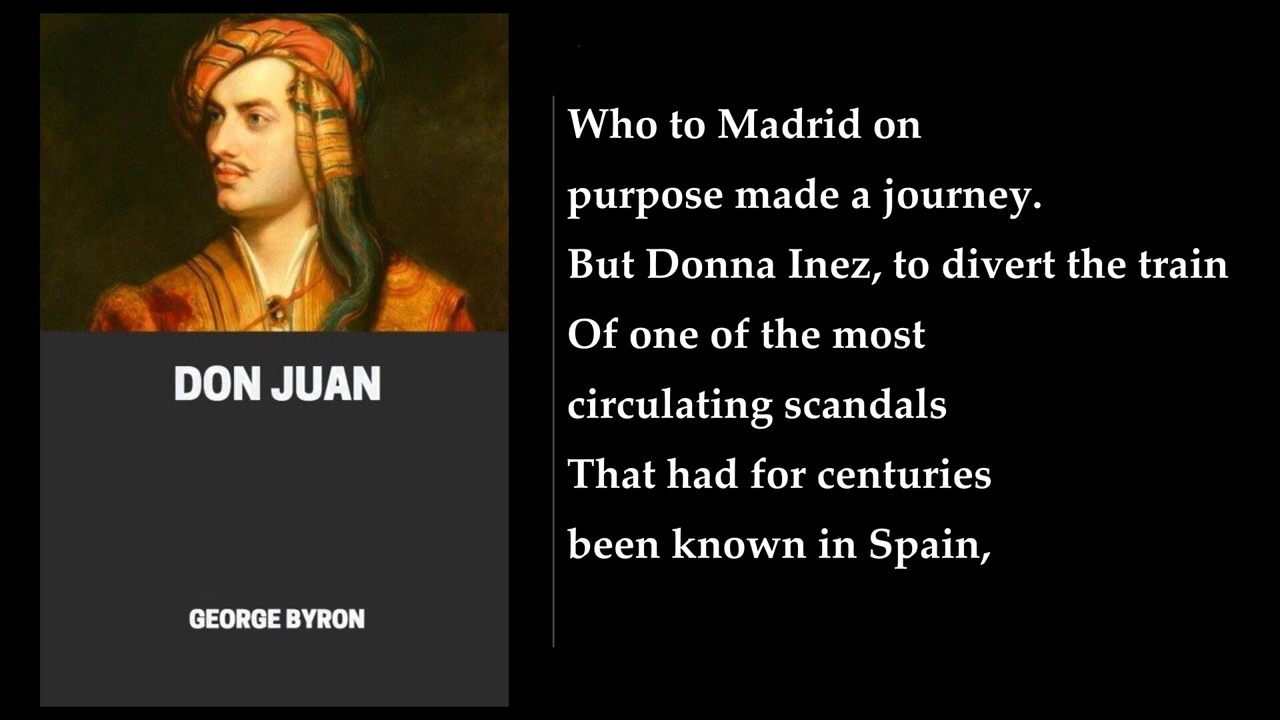 DON JUAN
GEORGE BYRON
Who to Madrid on
purpose made a journey.
But Donna Inez, to divert the train
Of one of the most
circulating scandals
That had for centuries
been known in Spain,